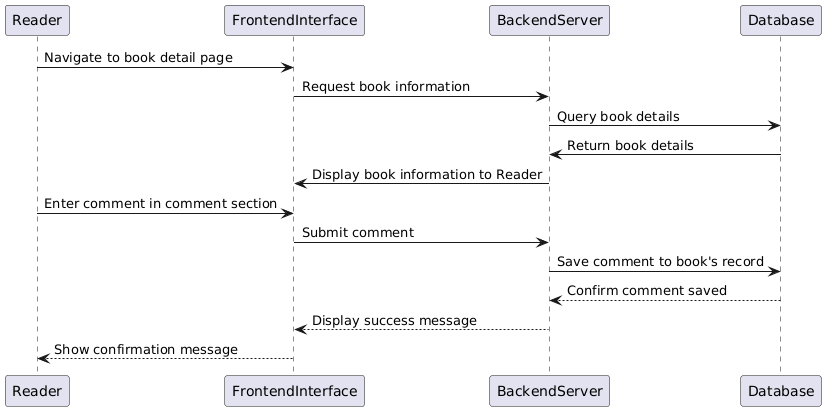 Reader FrontendInterface BackendServer Database
Navigate to book detail page
Request book information
Query book details
Return book details
Display book information to Reader
Enter comment in comment section
Submit comment
Save comment to book's record
Confirm comment saved
Display success message
Show confirmation message
Reader FrontendInterface BackendServer Database